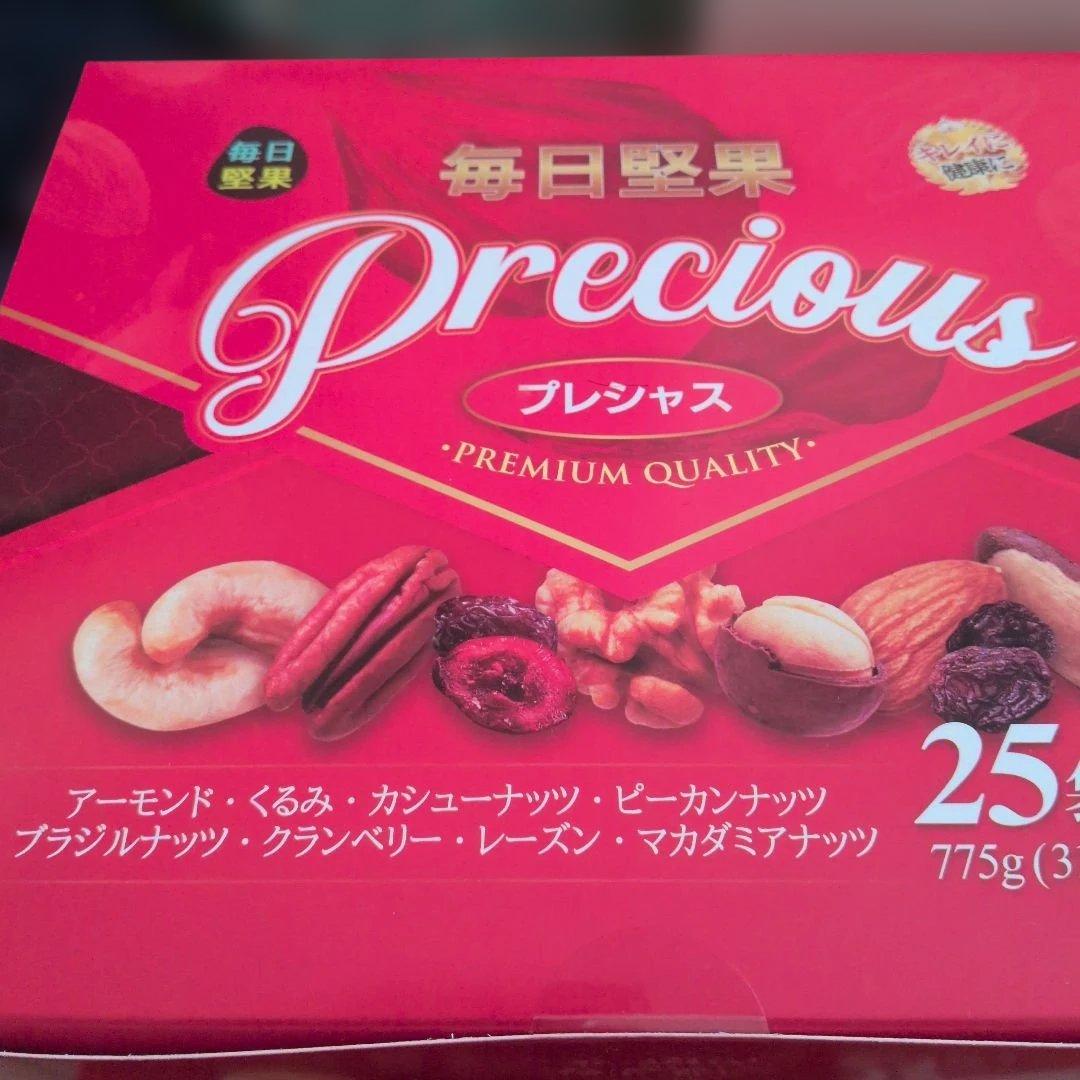 毎日
堅果
毎日堅果
キレイに
健康に
Precious
プレシャス
・PREMIUM QUALITY・
アーモンド・くるみ・カシューナッツ・ピーカンナッツ
ブラジルナッツ・クランベリー・レーズン・マカダミアナッツ
25
775g(3